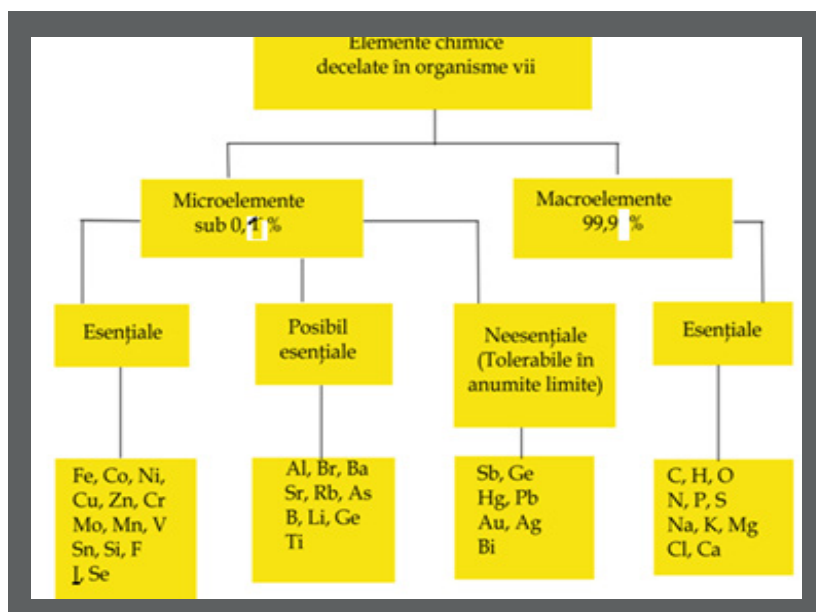 Elemente chimice
decelate în organisme vii
Microelemente
sub 0,1 %
Macroelemente
99,9 %
Esențiale
Posibil
esențiale
Neesențiale
(Tolerabile în
anumite limite)
Esențiale
Fe, Co, Ni,
Cu, Zn, Cr
Mo, Mn, V
Sn, Si, F
I, Se
Al, Br, Ba
Sr, Rb, As
B, Li, Ge
Ti
Sb, Ge
Hg, Pb
Au, Ag
Bi
C, H, O
N, P, S
Na, K, Mg
Cl, Ca